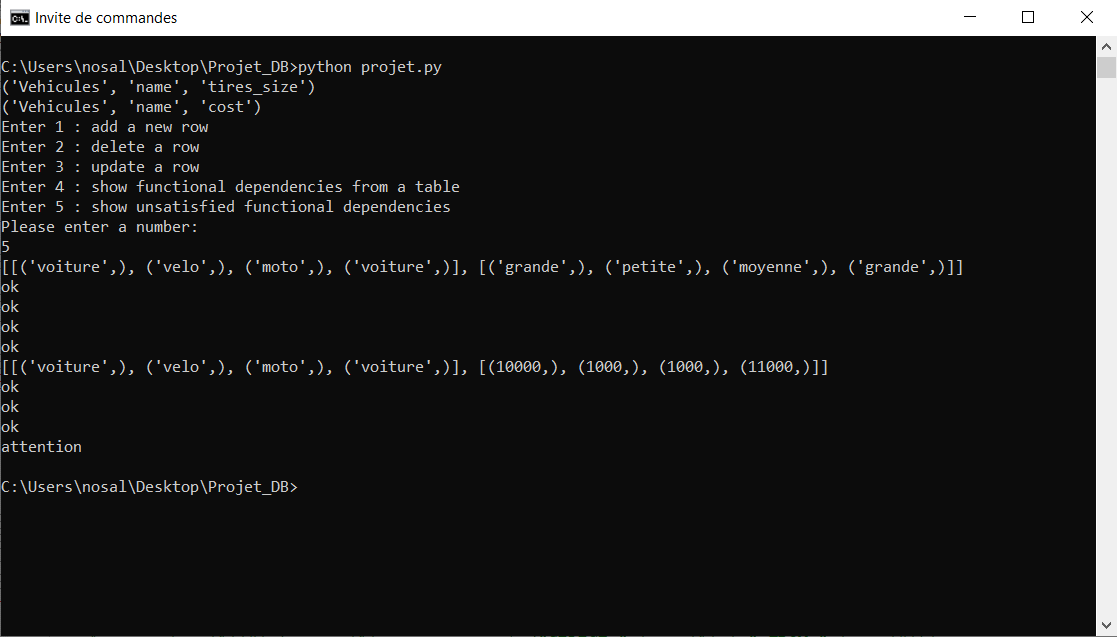 Invite de commandes
C:\Users\nosal\Desktop\Projet_DB>python projet.py
('Vehicules', 'name', 'tires_size')
('Vehicules', 'name', 'cost')
Enter 1 : add a new row
Enter 2 : delete a row
Enter 3 : update a row
Enter 4 : show functional dependencies from a table
Enter 5 : show unsatisfied functional dependencies
Please enter a number:
5
[[('voiture',), ('velo',), ('moto',), ('voiture',)], [('grande',), ('petite',), ('moyenne',), ('grande',)]]
ok
ok
ok
ok
[[('voiture',), ('velo',), ('moto',), ('voiture',)], [(10000,), (1000,), (1000,), (11000,)]]
ok
ok
ok
attention
C:\Users\nosal\Desktop\Projet_DB>